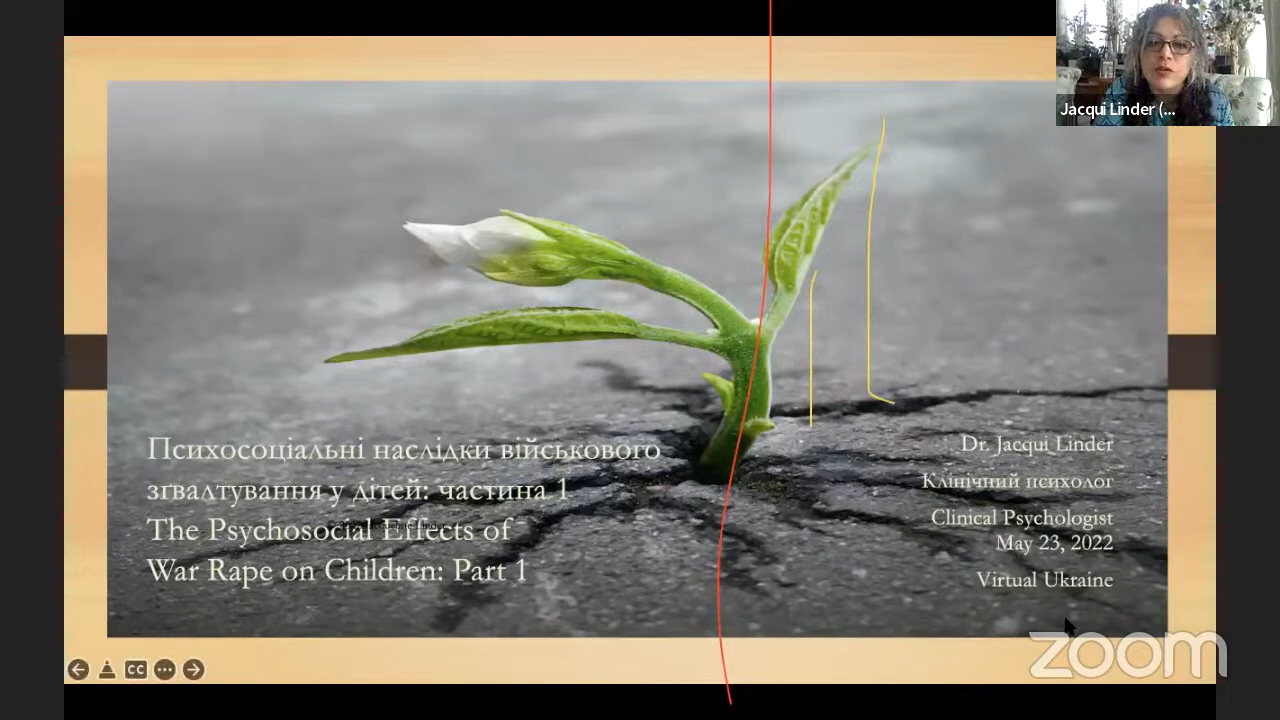 Jacqui Linder (...
Психосоціальні наслідки військового
зґвалтування у дітей: частина 1
The Psychosocial Effects of
War Rape on Children: Part 1
Dr. Jacqui Linder
Клінічний психолог
Clinical Psychologist
May 23, 2022
Virtual Ukraine
CC
zoom